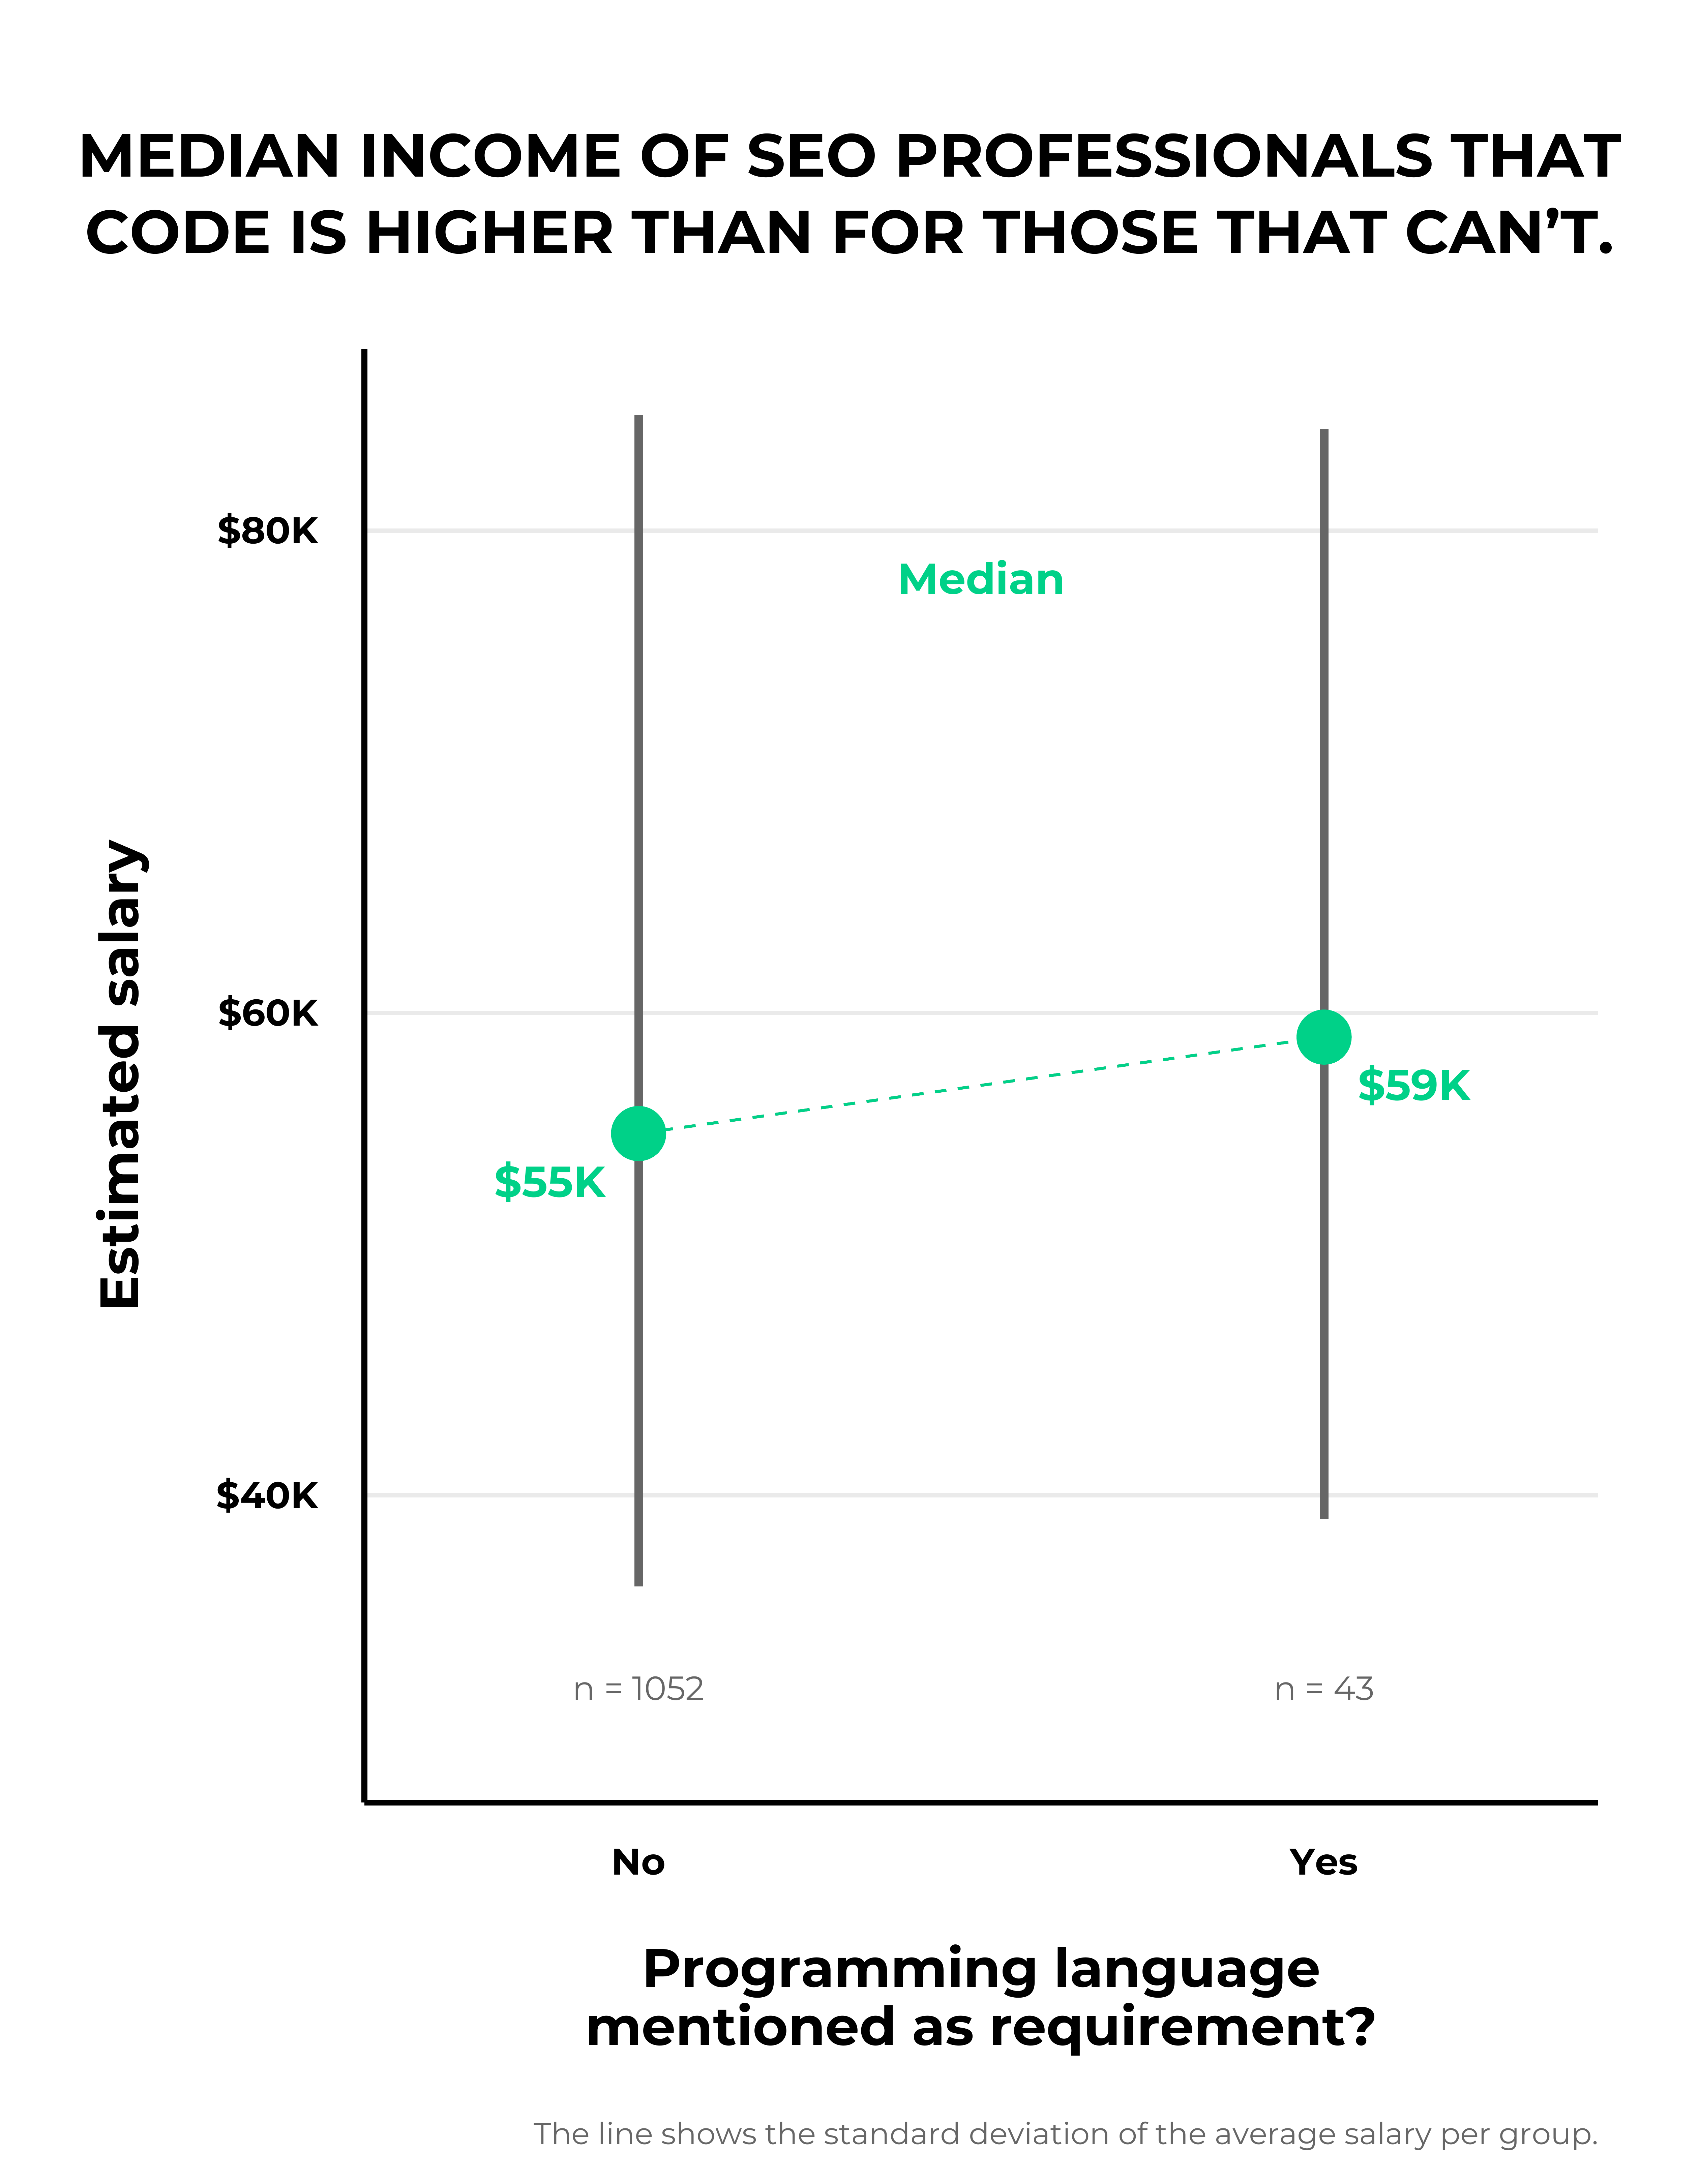 MEDIAN INCOME OF SEO PROFESSIONALS THAT
CODE IS HIGHER THAN FOR THOSE THAT CAN’T.
Estimated salary
$80K
Median
$60K
$59K
$55K
$40K
n = 1052
n = 43
No
Yes
Programming language
mentioned as requirement?
The line shows the standard deviation of the average salary per group.